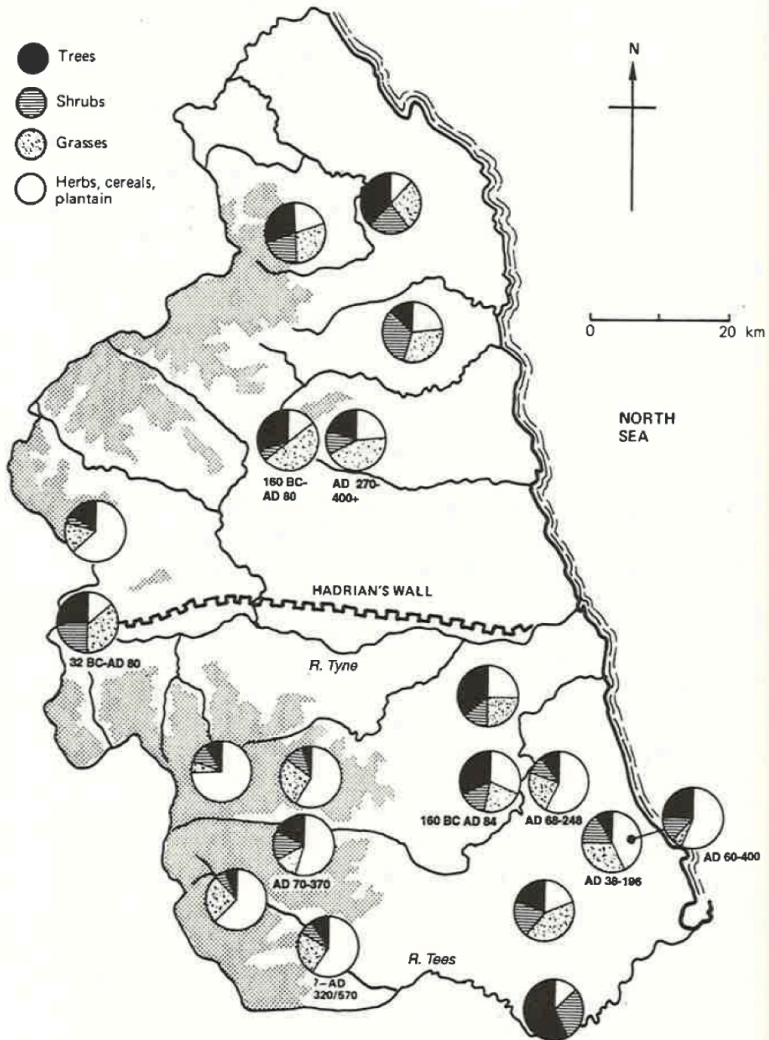 Trees
Shrubs
Grasses
Herbs, cereals,
plantain
N
0 20 km
NORTH
SEA
160 BC-
AD 80
AD 270-
400+
HADRIAN'S WALL
32 BC-AD 80
R. Tyne
160 BC AD 84
AD 68-248
AD 60-400
AD 38-196
AD 70-370
R. Tees
?-AD
320/570